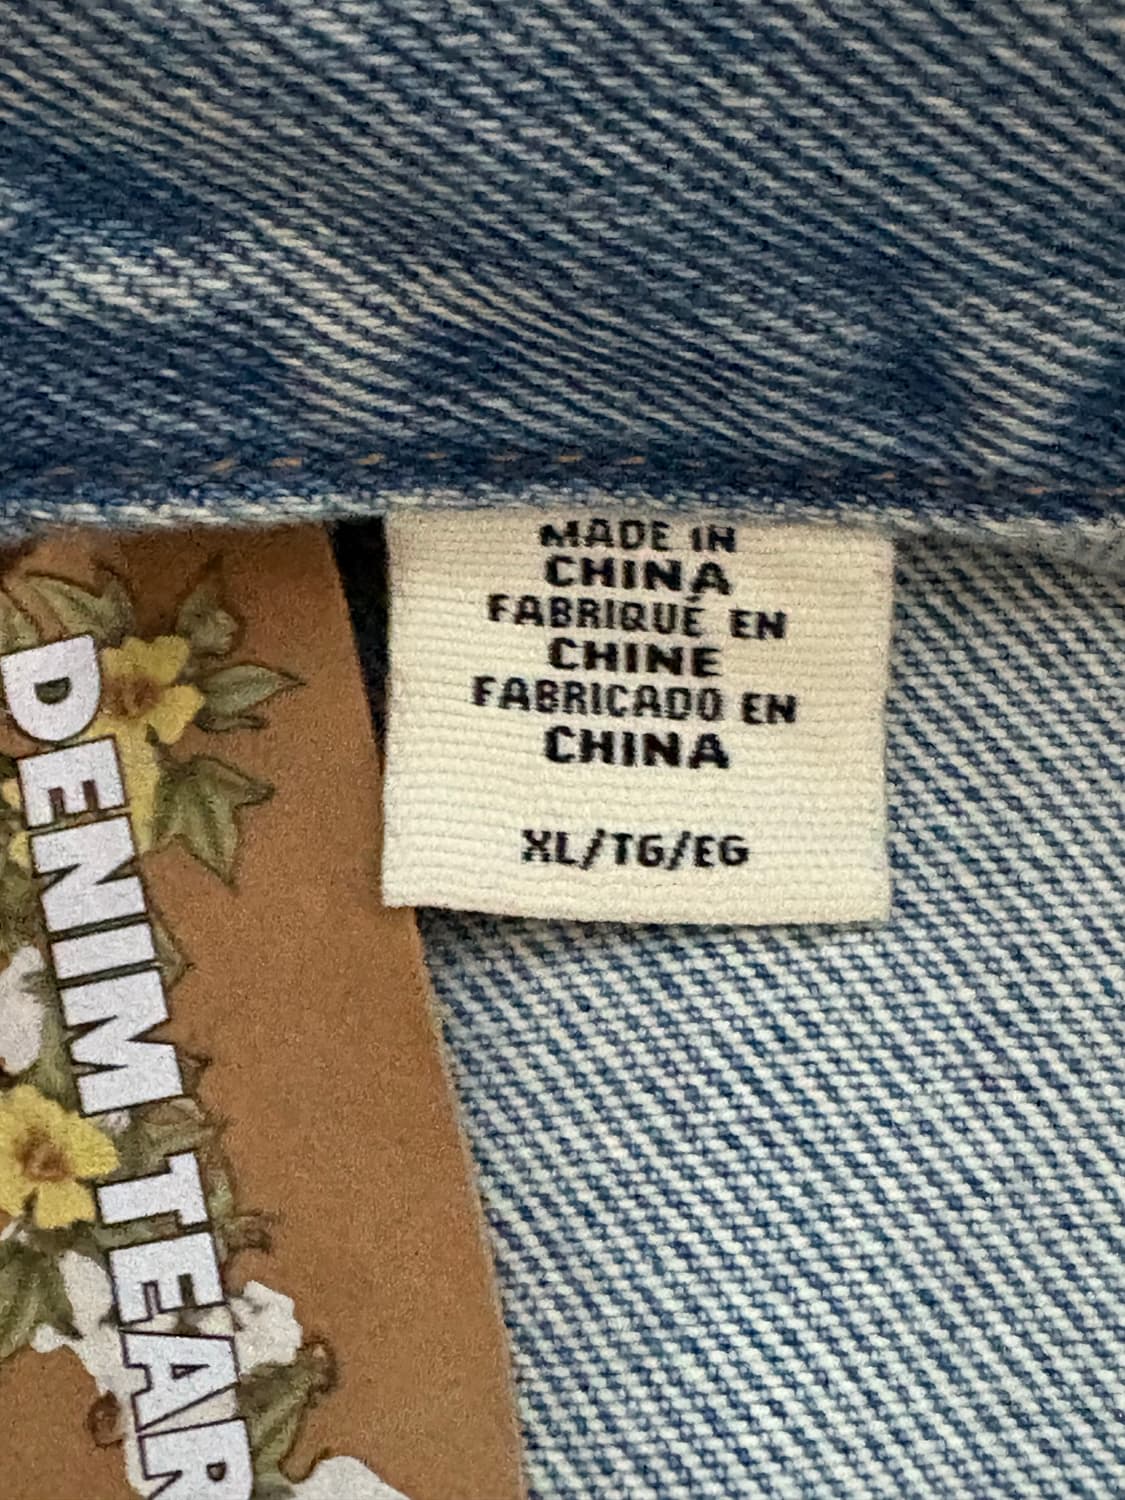 MADE IN
CHINA
FABRIQUÉ EN
CHINE
FABRICADO EN
CHINA
XL/TG/EG
DENIM TEAR